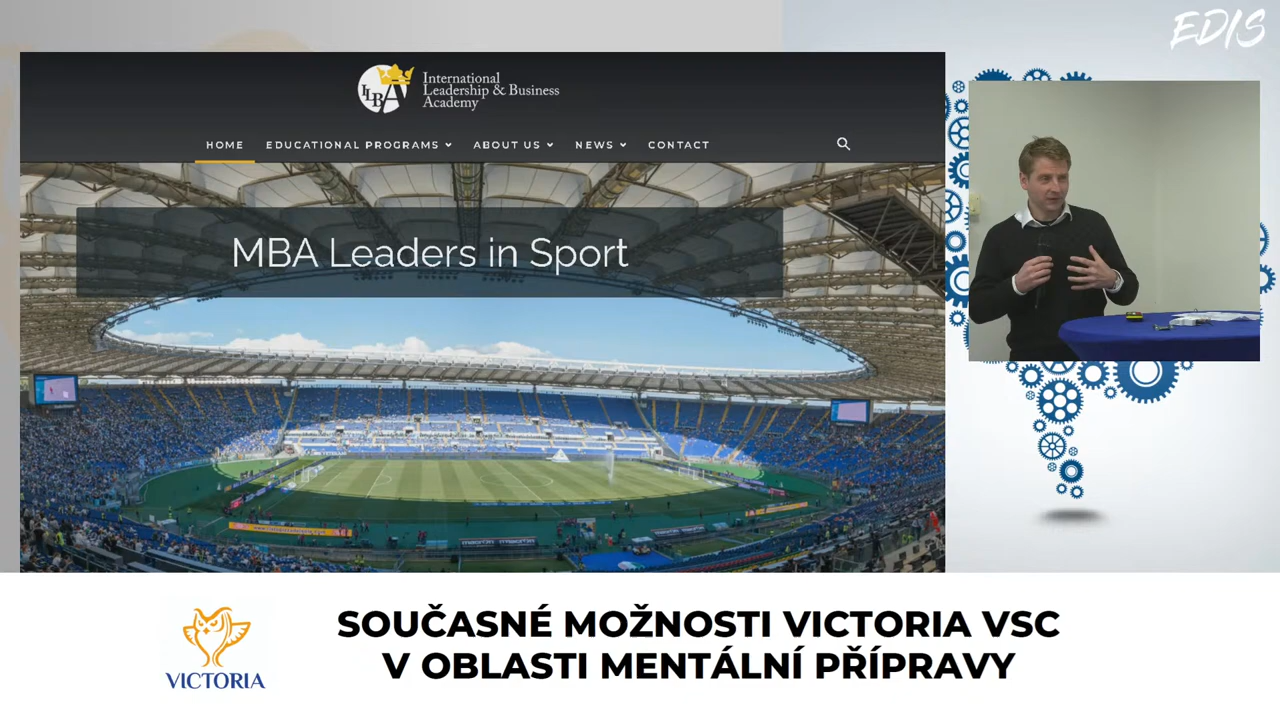 EDIS
ILBA
International
Leadership & Business
Academy
HOME EDUCATIONAL PROGRAMS ABOUT US NEWS CONTACT
MBA Leaders in Sport
VICTORIA
SOUČASNÉ MOŽNOSTI VICTORIA VSC
V OBLASTI MENTÁLNÍ PŘÍPRAVY